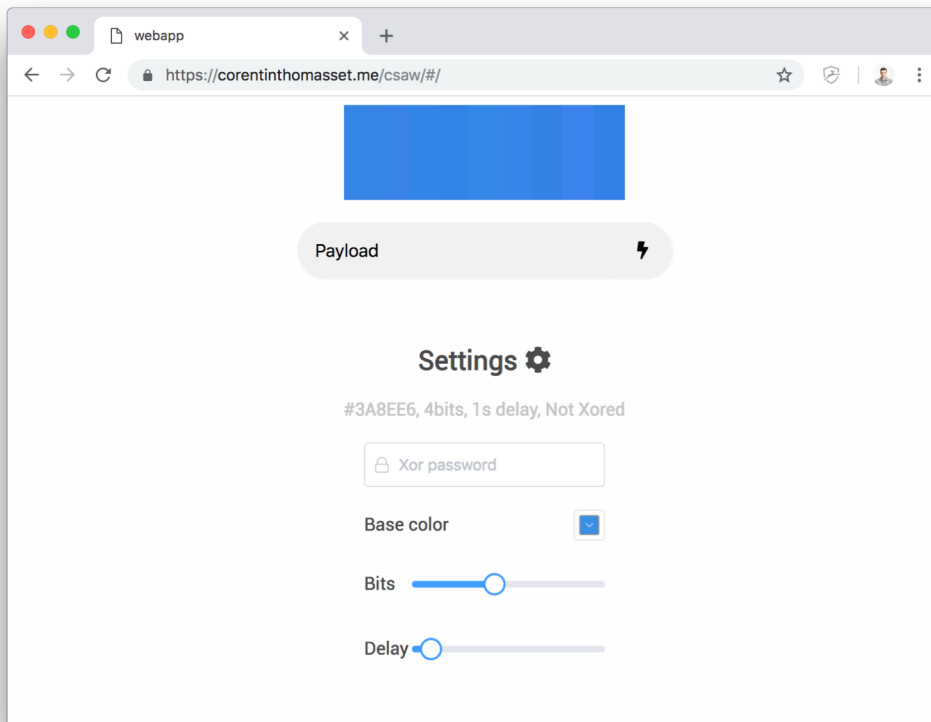 webapp
https://corentinthomasset.me/csaw/#/
Payload
Settings
#3A8EE6, 4bits, 1s delay, Not Xored
Xor password
Base color
Bits
Delay